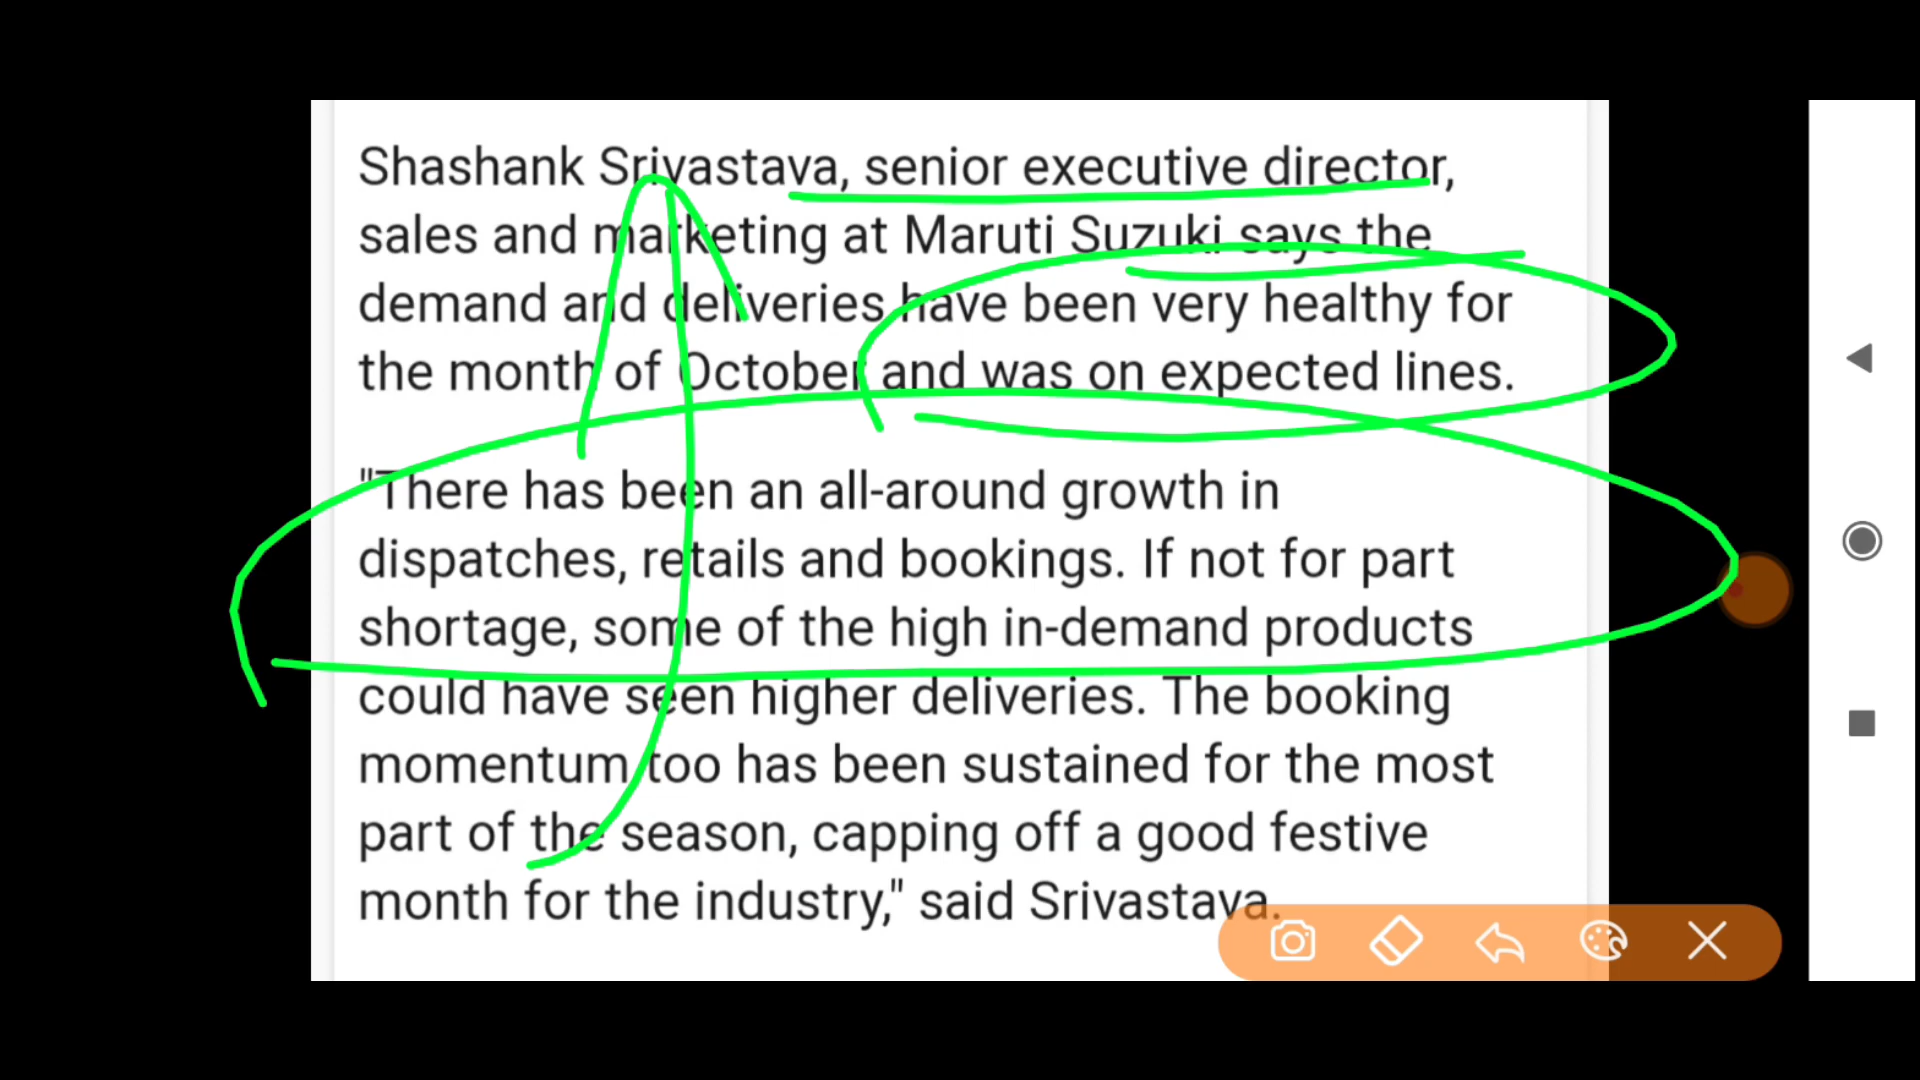 Shashank Srivastava, senior executive director,
sales and marketing at Maruti Suzuki says the
demand and deliveries have been very healthy for
the month of October and was on expected lines.
"There has been an all-around growth in
dispatches, retails and bookings. If not for part
shortage, some of the high in-demand products
could have seen higher deliveries. The booking
momentum too has been sustained for the most
part of the season, capping off a good festive
month for the industry," said Srivastava.